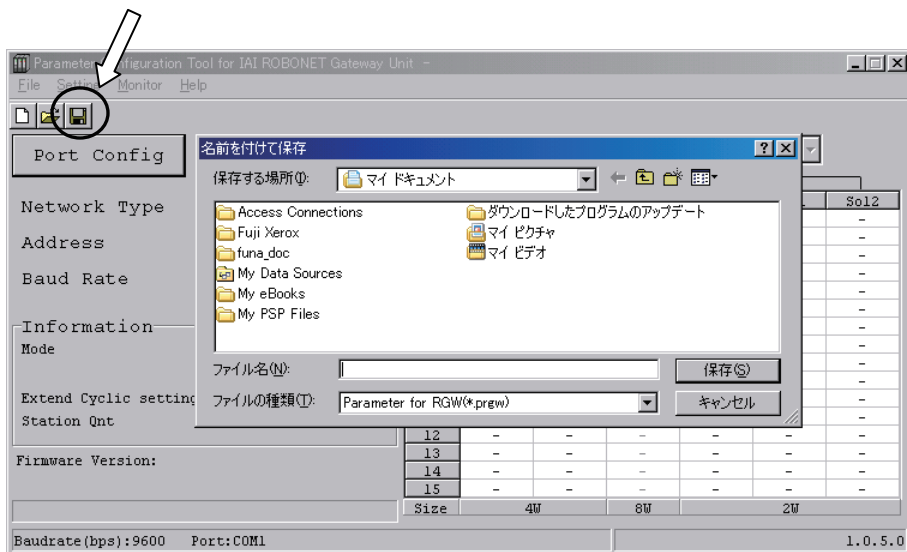 Parameter Configuration Tool for IAI ROBONET Gateway Unit -
File Setting Monitor Help
Port Config
名前を付けて保存
保存する場所(I):
マイ ドキュメント
Network Type
Address
Baud Rate
Information
Mode
Extend Cyclic setting
Station Qnt
Firmware Version:
Access Connections
Fuji Xerox
funa_doc
My Data Sources
My eBooks
My PSP Files
ダウンロードしたプログラムのアップデート
マイ ピクチャ
マイ ビデオ
ファイル名(N):
保存(S)
ファイルの種類(T):
Parameter for RGW(*.prgw)
キャンセル
Sol2
-
-
-
-
-
-
-
-
-
-
-
-
12 - - - - - -
13 - - - - - -
14 - - - - - -
15 - - - - - -
Size 4W 8W 2W
Baudrate(bps):9600 Port:COM1
1.0.5.0